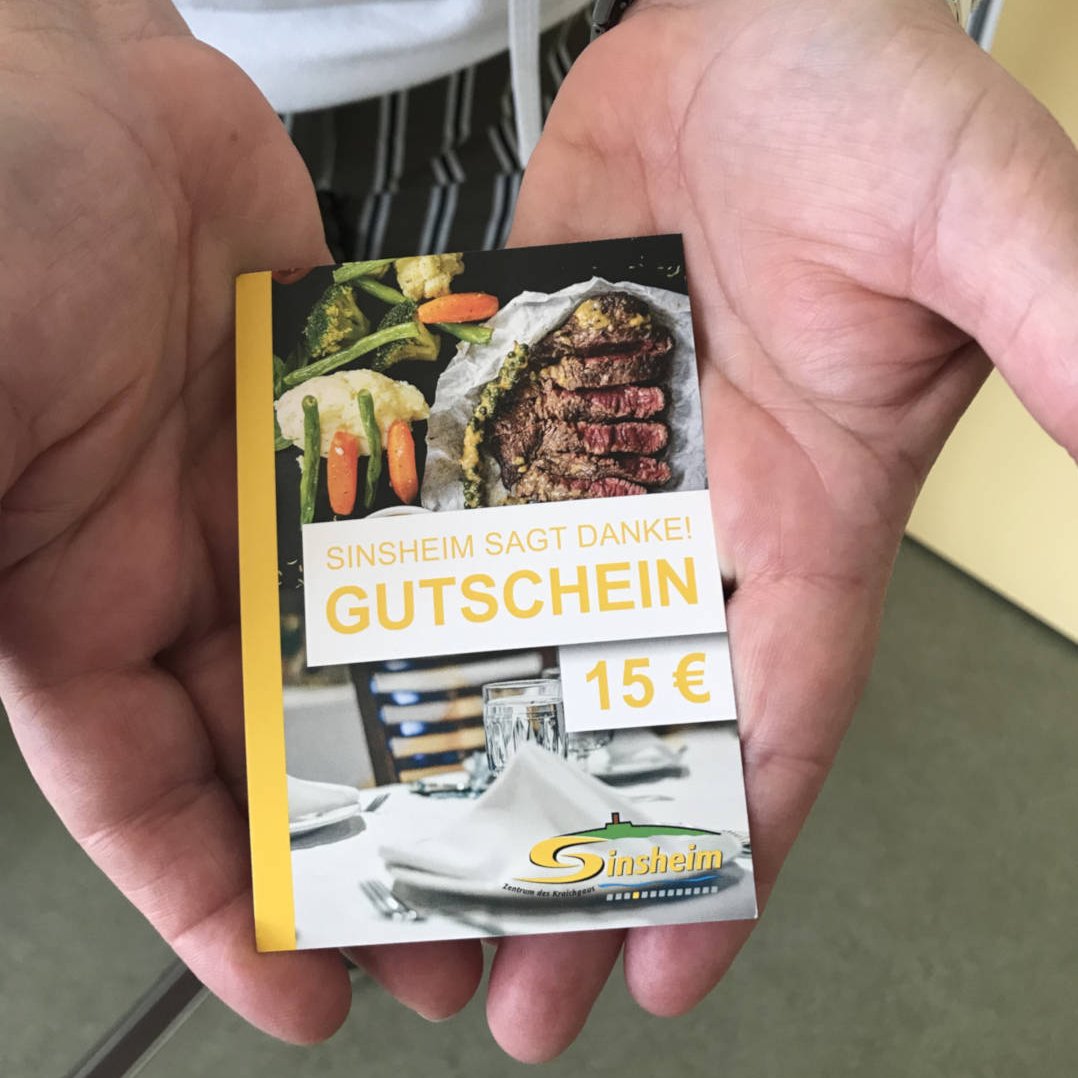 SINSHEIM SAGT DANKE!
GUTSCHEIN
15 €
Sinsheim
Zentrum des Kraichgaus